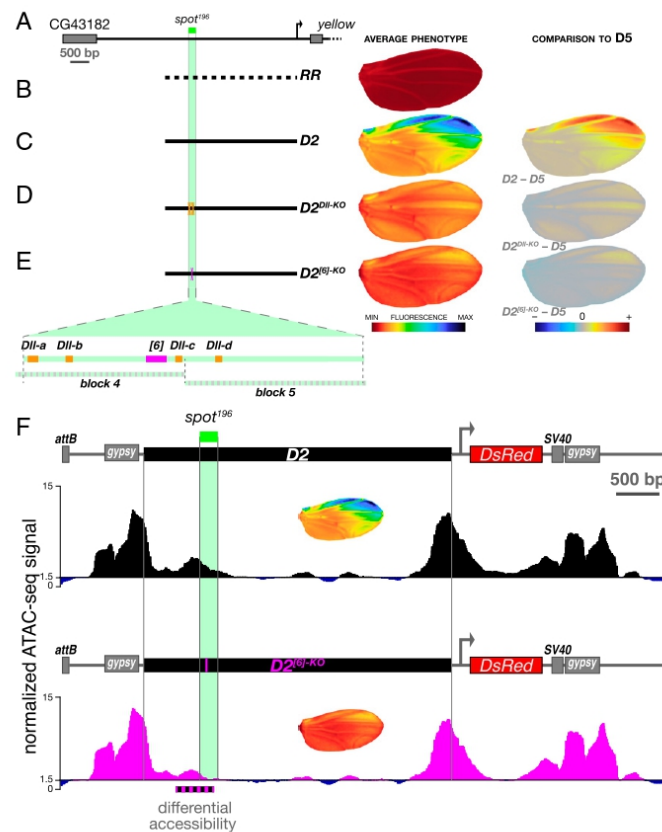 A
CG43182
spot196
yellow
500 bp
AVERAGE PHENOTYPE
COMPARISON TO D5
B
RR
C
D2
D2 – D5
D
D2Dll-KO
D2Dll-KO – D5
E
D2[6]-KO
D2[6]-KO – D5
MIN FLUORESCENCE MAX
– 0 +
Dll-a Dll-b [6] Dll-c Dll-d
block 4 block 5
F
spot196
attB gypsy D2 DsRed SV40 gypsy
500 bp
15
1.5
0
attB gypsy D2[6]-KO DsRed SV40 gypsy
15
1.5
0
normalized ATAC-seq signal
differential
accessibility